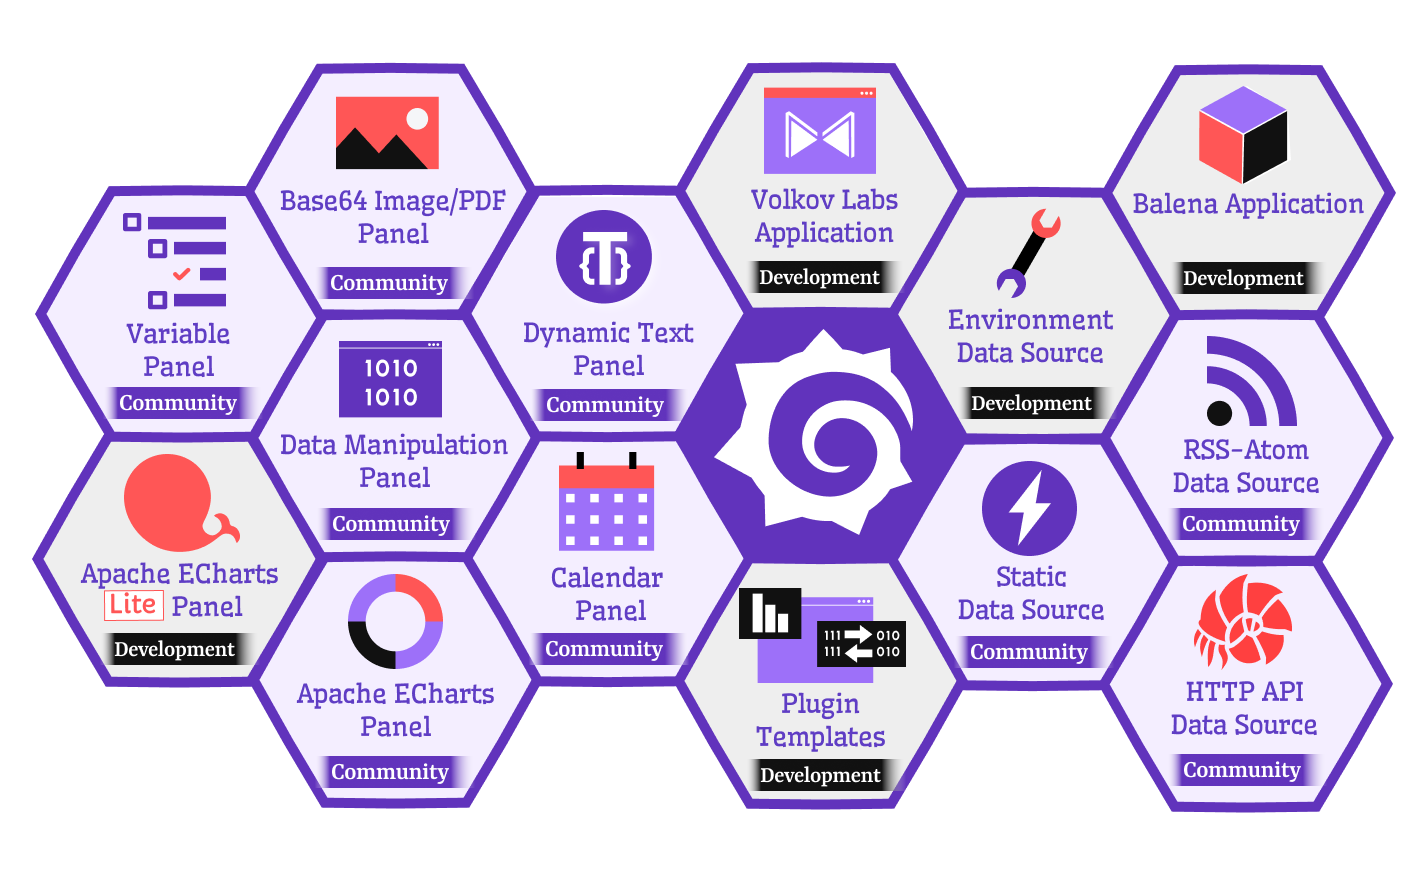 Base64 Image/PDF
Panel
Community
Volkov Labs
Application
Development
Balena Application
Development
Variable
Panel
Community
T
{ }
Dynamic Text
Panel
Community
Environment
Data Source
Development
1010
1010
Data Manipulation
Panel
Community
RSS-Atom
Data Source
Community
Apache ECharts
Lite Panel
Development
Calendar
Panel
Community
Static
Data Source
Community
Apache ECharts
Panel
Community
111 010
111 010
Plugin
Templates
Development
HTTP API
Data Source
Community